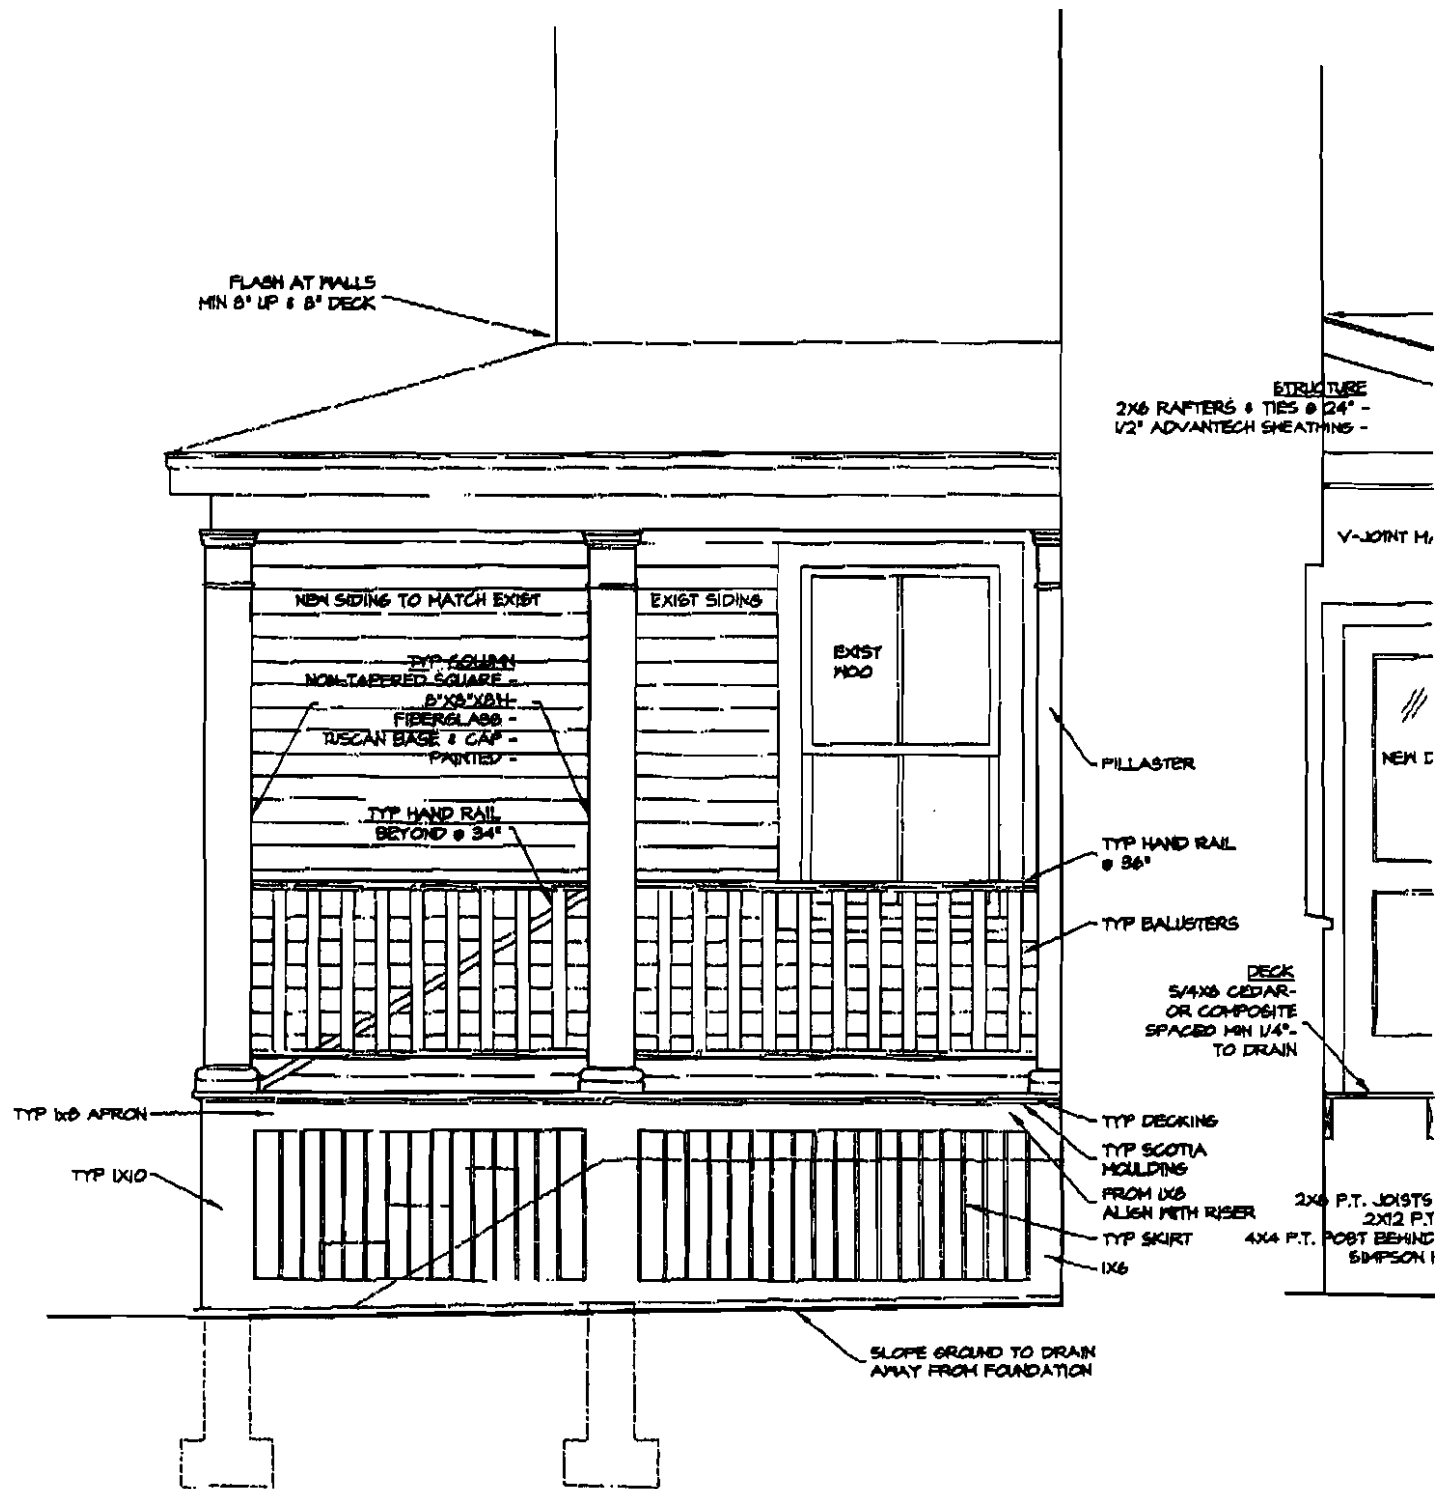 FLASH AT WALLS
MIN 8" UP & 8" DECK
STRUCTURE
2X6 RAFTERS & TIES @ 24" -
1/2" ADVANTECH SHEATHING -
V-JOINT
NEW SIDING TO MATCH EXIST
EXIST SIDING
TYP COLUMN
NON-TAPERED SQUARE -
8"X8"X8'H-
FIBERGLASS -
TUSCAN BASE & CAP -
PAINTED -
EXIST
WDO
PILLASTER
NEW
TYP HAND RAIL
BEYOND @ 34"
TYP HAND RAIL
@ 36"
TYP BALUSTERS
DECK
5/4X6 CEDAR-
OR COMPOSITE
SPACED MIN 1/4"-
TO DRAIN
TYP 1X8 APRON
TYP 1X10
TYP DECKING
TYP SCOTIA
MOULDING
FROM 1X8
ALIGN WITH RISER
TYP SKIRT
1X6
2X8 P.T. JOISTS
2X12 P.T
4X4 P.T. POST BEHIND
SIMPSON
SLOPE GROUND TO DRAIN
AWAY FROM FOUNDATION